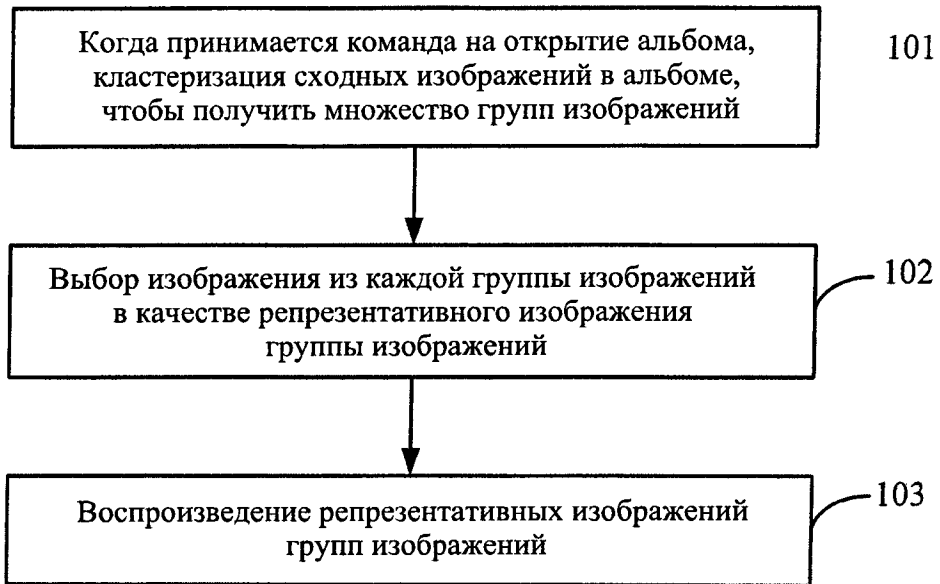 Когда принимается команда на открытие альбома,
кластеризация сходных изображений в альбоме,
чтобы получить множество групп изображений
101
Выбор изображения из каждой группы изображений
в качестве репрезентативного изображения
группы изображений
102
Воспроизведение репрезентативных изображений
групп изображений
103